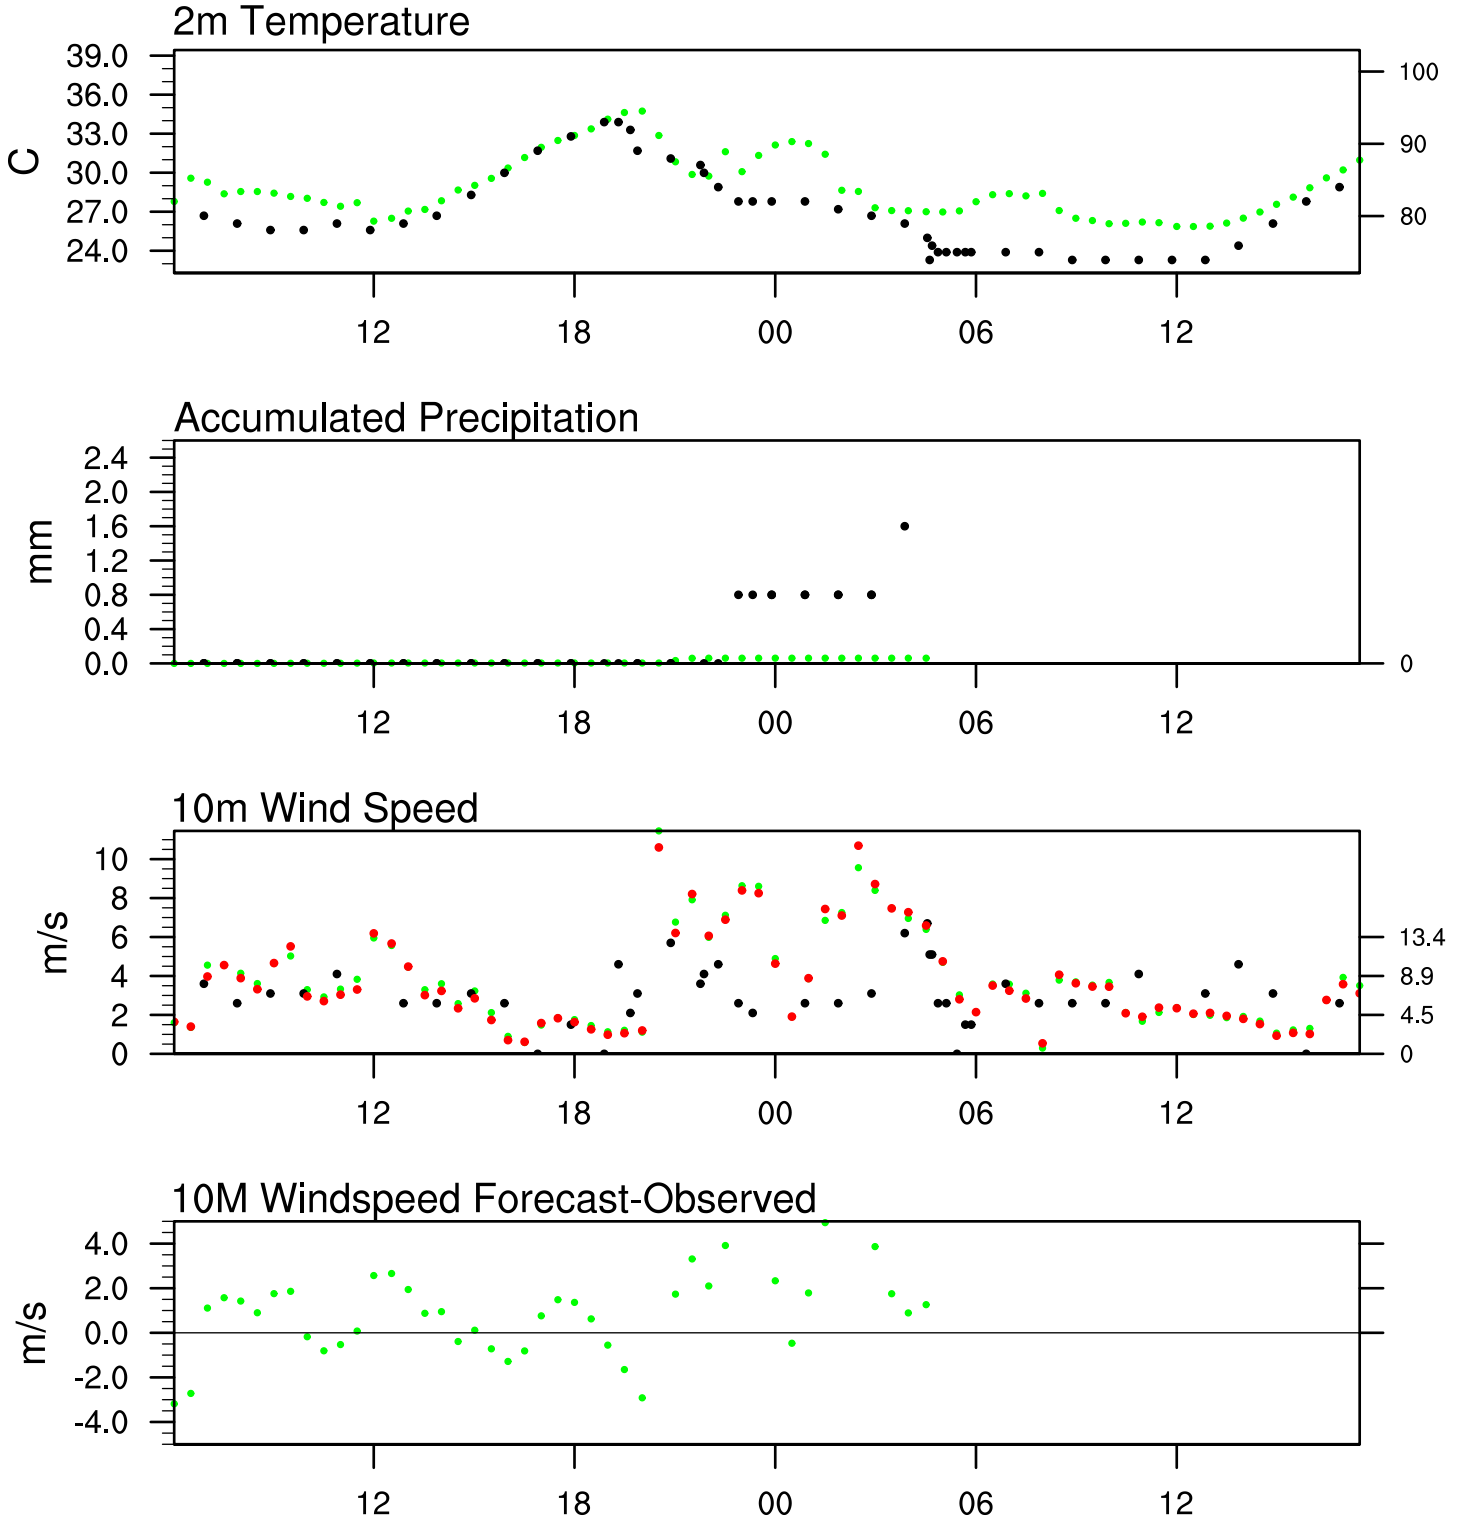 2m Temperature
39.0
36.0
33.0
30.0
27.0
24.0
C
100
90
80
12 18 00 06 12
Accumulated Precipitation
2.4
2.0
1.6
1.2
0.8
0.4
0.0
mm
0
12 18 00 06 12
10m Wind Speed
10
8
6
4
2
0
m/s
13.4
8.9
4.5
0
12 18 00 06 12
10M Windspeed Forecast-Observed
4.0
2.0
0.0
-2.0
-4.0
m/s
12 18 00 06 12